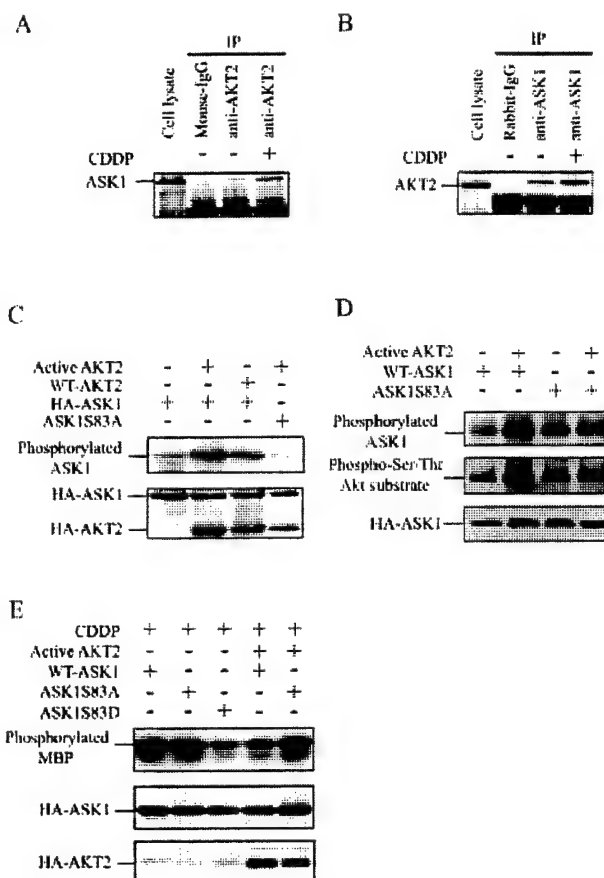 A
IP
Cell lysate
Mouse-IgG
anti-AKT2
anti-AKT2
CDDP - - +
ASK1
B
IP
Cell lysate
Rabbit-IgG
anti-ASK1
anti-ASK1
CDDP - - +
AKT2
C
Active AKT2 - + - +
WT-AKT2 - - + -
HA-ASK1 + + + -
ASK1S83A - - - +
Phosphorylated
ASK1
HA-ASK1
HA-AKT2
D
Active AKT2 - + - +
WT-ASK1 + + - -
ASK1S83A - - + +
Phosphorylated
ASK1
Phospho-Ser/Thr
Akt substrate
HA-ASK1
E
CDDP + + + + +
Active AKT2 - - - + +
WT-ASK1 + - - + -
ASK1S83A - + - - +
ASK1S83D - - + - -
Phosphorylated
MBP
HA-ASK1
HA-AKT2